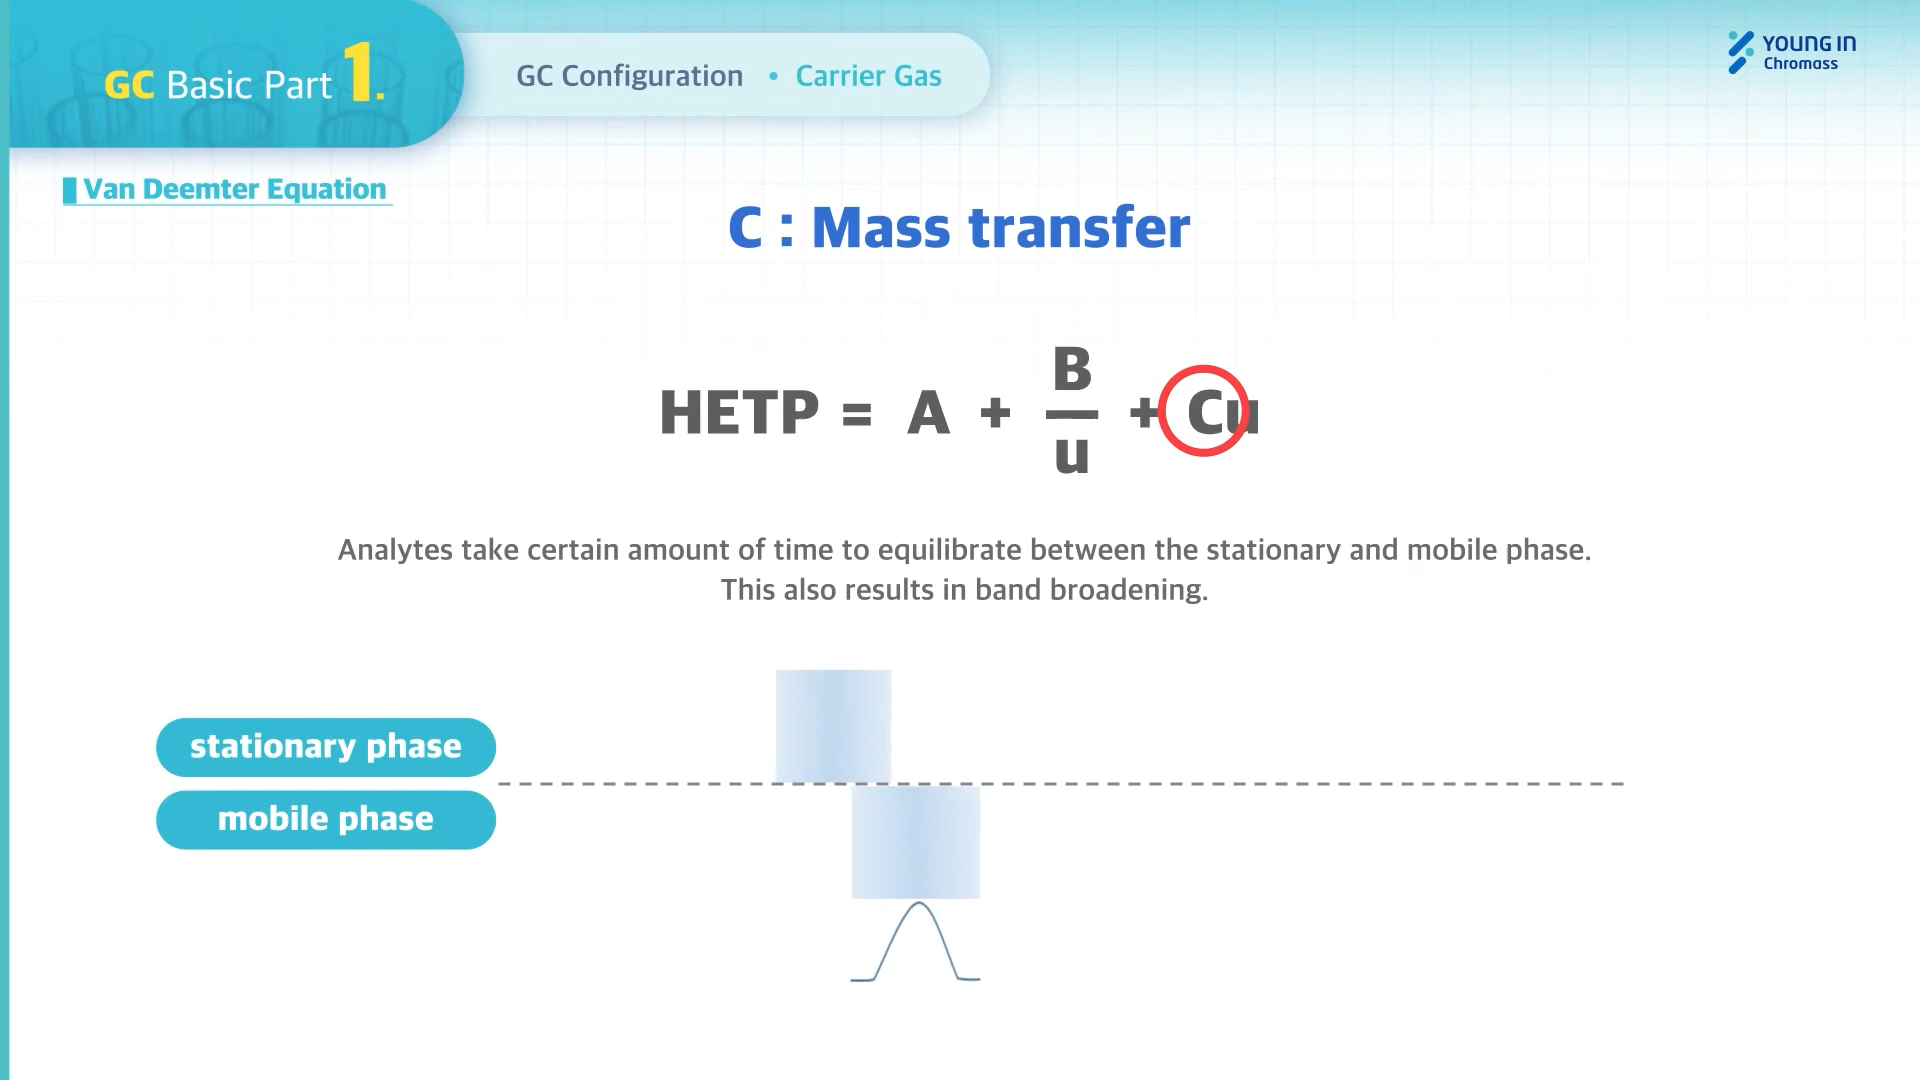 GC Basic Part 1.
GC Configuration • Carrier Gas
YOUNG IN
Chromass
Van Deemter Equation
C : Mass transfer
HETP = A + B/u + Cu
Analytes take certain amount of time to equilibrate between the stationary and mobile phase.
This also results in band broadening.
stationary phase
mobile phase